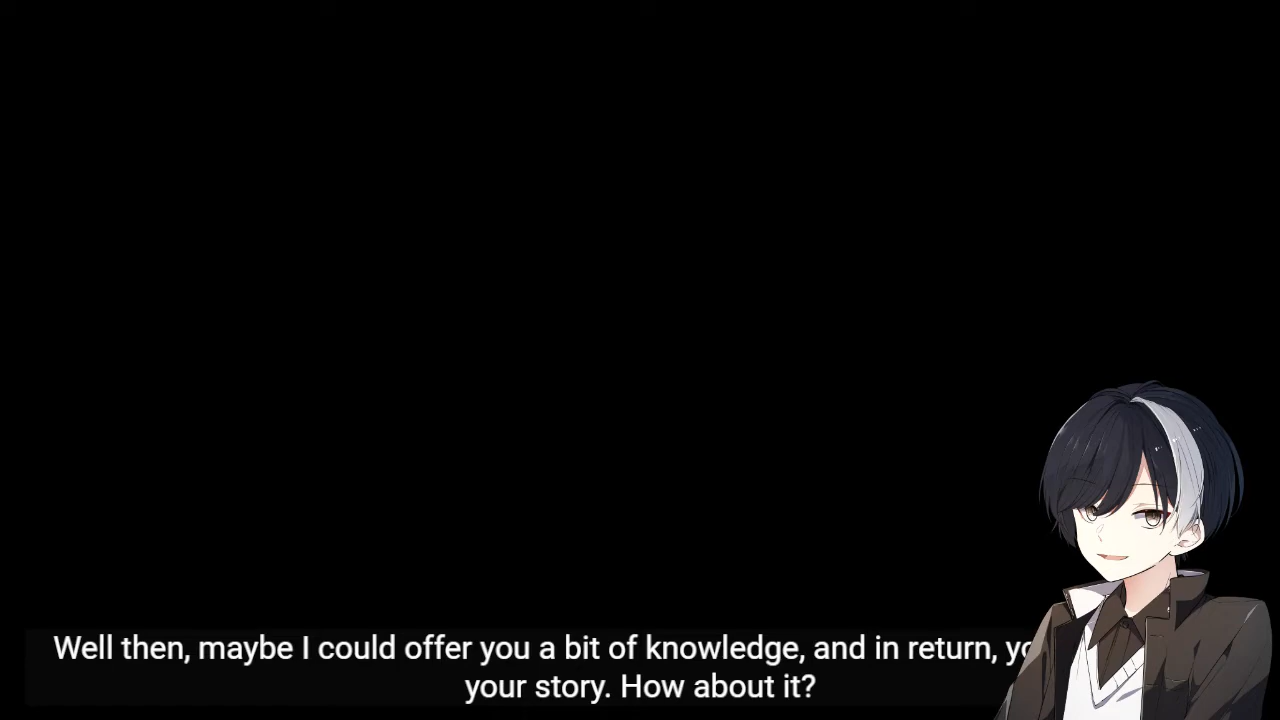 Well then, maybe I could offer you a bit of knowledge, and in return,
your story. How about it?